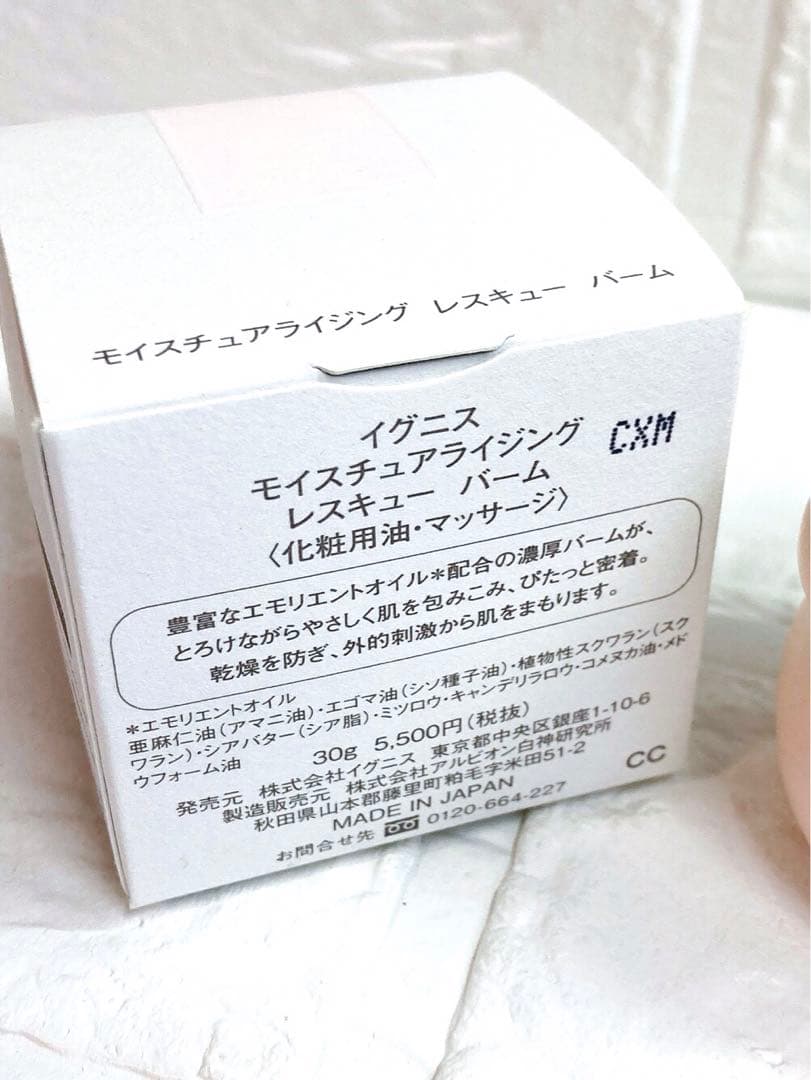 モイスチュアライジング レスキュー バーム
イグニス
モイスチュアライジング
レスキュー バーム
〈化粧用油・マッサージ〉
CXM
豊富なエモリエントオイル＊配合の濃厚バームが、
とろけながらやさしく肌を包みこみ、ぴたっと密着。
乾燥を防ぎ、外的刺激から肌をまもります。
＊エモリエントオイル
亜麻仁油(アマニ油)・エゴマ油(シソ種子油)・植物性スクワラン(スク
ワラン)・シアバター(シア脂)・ミツロウ・キャンデリラロウ・コメヌカ油・メド
ウフォーム油
30g 5,500円(税抜)
発売元 株式会社イグニス 東京都中央区銀座1-10-6
製造販売元 株式会社アルビオン白神研究所
秋田県山本郡藤里町粕毛字米田51-2
MADE IN JAPAN
お問合せ先 0120-664-227
CC